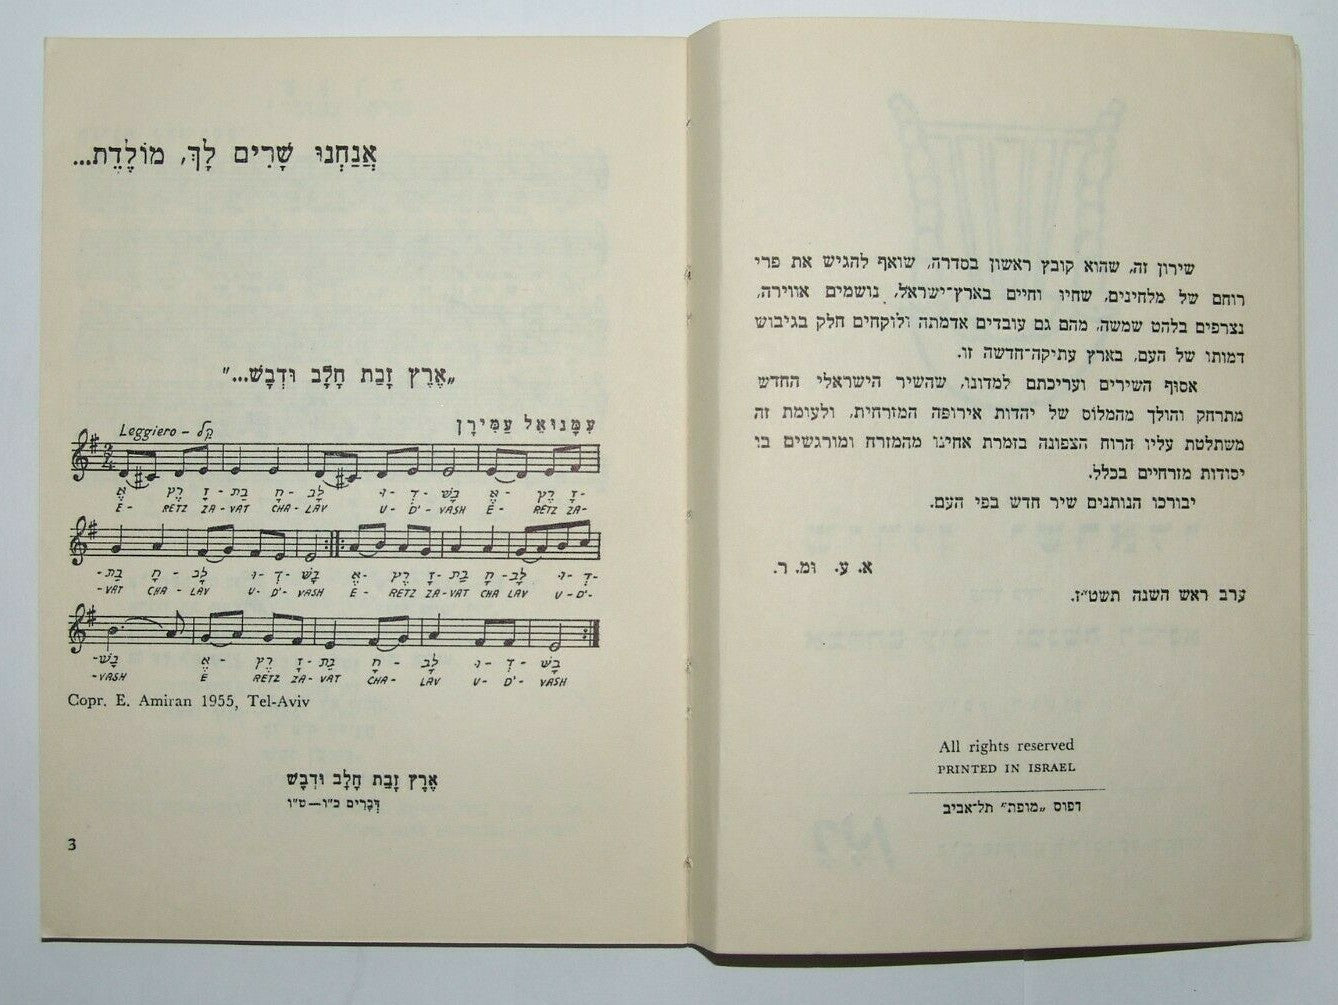 שירון זה, שהוא קובץ ראשון בסדרה, שואף להגיש את פרי
רוחם של מלחינים, שחיו וחיים בארץ־ישראל, נושמים אווירה,
נצרפים בלהט שמשה, מהם גם עובדים אדמתה ולוקחים חלק בגיבוש
דמותו של העם, בארץ עתיקה־חדשה זו.
אסוף השירים ועריכתם למדונו, שהשיר הישראלי החדש
מתרחק והולך מהמלוס של יהדות אירופה המזרחית, ולעומת זה
משתלטת עליו הרוח הצפונה בזמרת אחינו מהמזרח ומורגשים בו
יסודות מזרחיים בכלל.
יבורכו הנותנים שיר חדש בפי העם.
א. ע. ומ. ר.
ערב ראש השנה תשט״ז.
All rights reserved
PRINTED IN ISRAEL
דפוס „מופת״ תל־אביב
אֲנַחְנוּ שָׁרִים לָךְ, מוֹלֶדֶת...
„אֶרֶץ זָבַת חָלָב וּדְבָשׁ...״
עִמָּנוּאֵל עַמִּירָן
Leggiero - קל
3/4
אֶ רֶץ זָ - בַת חָ - לָב וּ - דְ - בָשׁ אֶ - רֶץ זָ -
E - RETZ ZA - VAT CHA - LAV U - D' - VASH E - RETZ ZA-
בַת - חָ - לָב וּ - דְ - בָשׁ אֶ - רֶץ זָ - בַת חָ - לָב וּ - דְ -
-VAT CHA - LAV U - D' - VASH E - RETZ ZA - VAT CHA LAV U - D'-
-בָשׁ אֶ - רֶץ זָ - בַת חָ - לָב וּ - דְ - בָשׁ
-VASH E RETZ ZA - VAT CHA - LAV U - D' - VASH
Copr. E. Amiran 1955, Tel-Aviv
אֶרֶץ זָבַת חָלָב וּדְבָשׁ
דְּבָרִים כ״ו—ט״ו
3